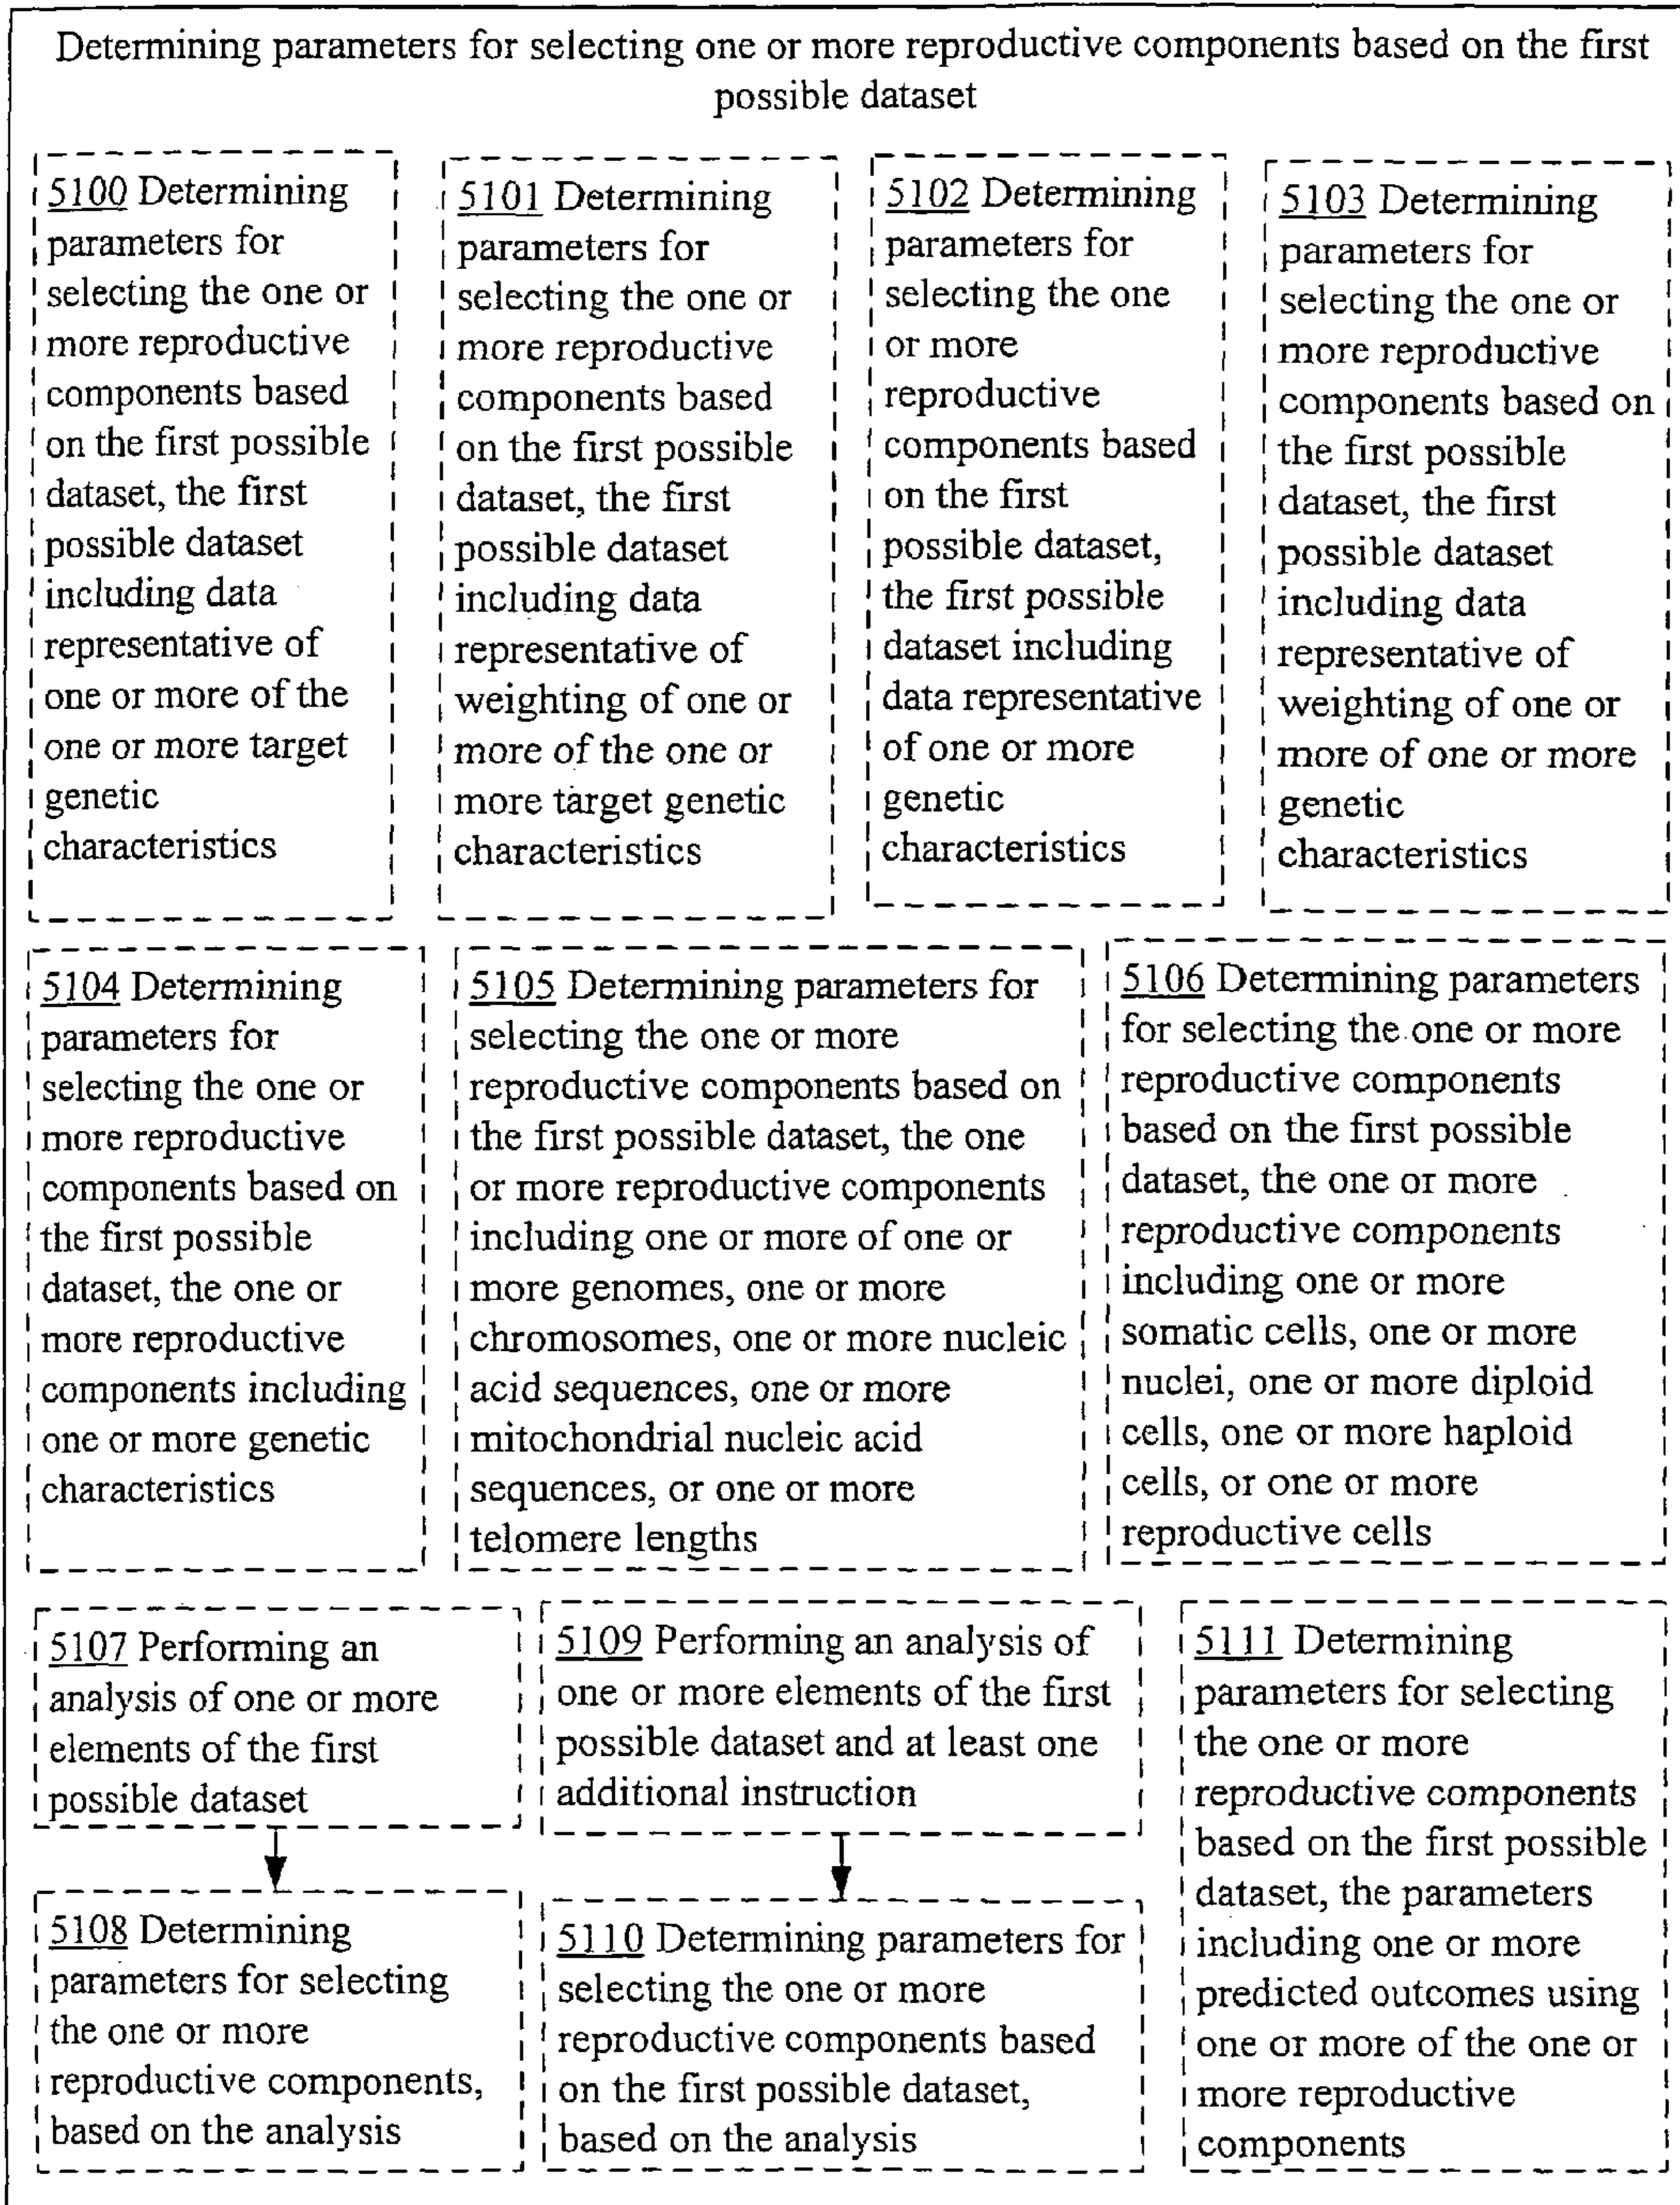 Determining parameters for selecting one or more reproductive components based on the first
possible dataset
5100 Determining
parameters for
selecting the one or
more reproductive
components based
on the first possible
dataset, the first
possible dataset
including data
representative of
one or more of the
one or more target
genetic
characteristics
5101 Determining
parameters for
selecting the one or
more reproductive
components based
on the first possible
dataset, the first
possible dataset
including data
representative of
weighting of one or
more of the one or
more target genetic
characteristics
5102 Determining
parameters for
selecting the one
or more
reproductive
components based
on the first
possible dataset,
the first possible
dataset including
data representative
of one or more
genetic
characteristics
5103 Determining
parameters for
selecting the one or
more reproductive
components based on
the first possible
dataset, the first
possible dataset
including data
representative of
weighting of one or
more of one or more
genetic
characteristics
5104 Determining
parameters for
selecting the one or
more reproductive
components based on
the first possible
dataset, the one or
more reproductive
components including
one or more genetic
characteristics
5105 Determining parameters for
selecting the one or more
reproductive components based on
the first possible dataset, the one
or more reproductive components
including one or more of one or
more genomes, one or more
chromosomes, one or more nucleic
acid sequences, one or more
mitochondrial nucleic acid
sequences, or one or more
telomere lengths
5106 Determining parameters
for selecting the one or more
reproductive components
based on the first possible
dataset, the one or more
reproductive components
including one or more
somatic cells, one or more
nuclei, one or more diploid
cells, one or more haploid
cells, or one or more
reproductive cells
5107 Performing an
analysis of one or more
elements of the first
possible dataset
5108 Determining
parameters for selecting
the one or more
reproductive components,
based on the analysis
5109 Performing an analysis of
one or more elements of the first
possible dataset and at least one
additional instruction
5110 Determining parameters for
selecting the one or more
reproductive components based
on the first possible dataset,
based on the analysis
5111 Determining
parameters for selecting
the one or more
reproductive components
based on the first possible
dataset, the parameters
including one or more
predicted outcomes using
one or more of the one or
more reproductive
components